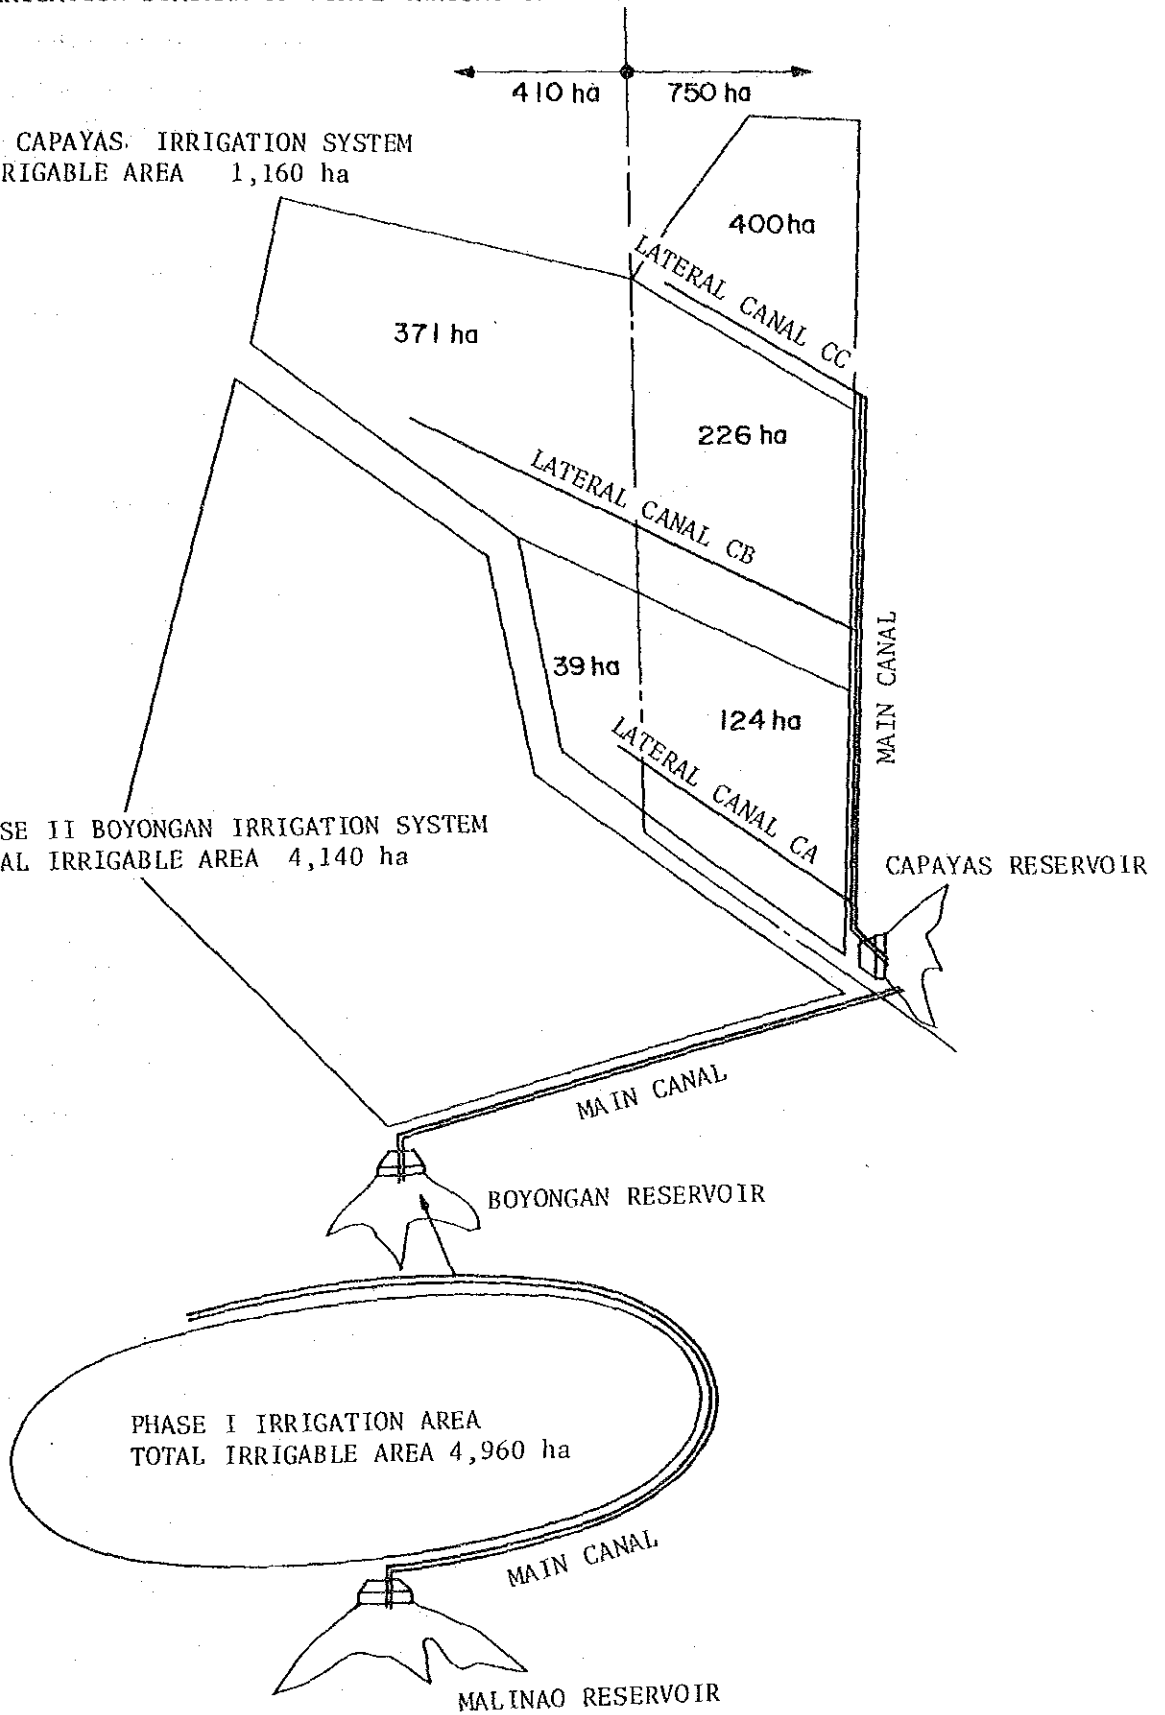 410 ha 750 ha
CAPAYAS IRRIGATION SYSTEM
RIGABLE AREA 1,160 ha
400 ha
LATERAL CANAL CC
371 ha
226 ha
LATERAL CANAL CB
MAIN CANAL
39 ha
124 ha
LATERAL CANAL CA
SE II BOYONGAN IRRIGATION SYSTEM
AL IRRIGABLE AREA 4,140 ha
CAPAYAS RESERVOIR
MAIN CANAL
BOYONGAN RESERVOIR
PHASE I IRRIGATION AREA
TOTAL IRRIGABLE AREA 4,960 ha
MAIN CANAL
MALINAO RESERVOIR